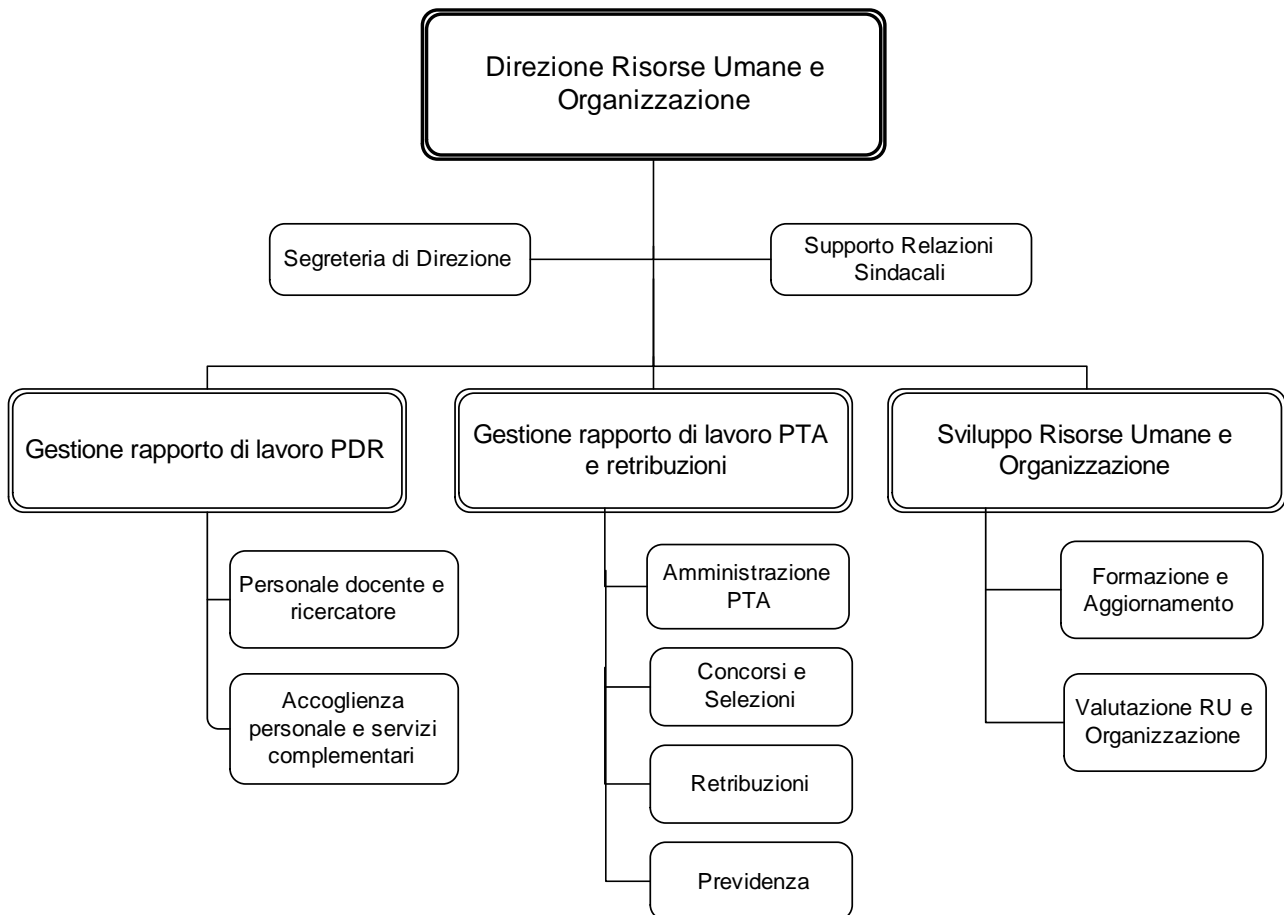 Direzione Risorse Umane e
Organizzazione
Segreteria di Direzione
Supporto Relazioni
Sindacali
Gestione rapporto di lavoro PDR
Gestione rapporto di lavoro PTA
e retribuzioni
Sviluppo Risorse Umane e
Organizzazione
Personale docente e
ricercatore
Accoglienza
personale e servizi
complementari
Amministrazione
PTA
Concorsi e
Selezioni
Retribuzioni
Previdenza
Formazione e
Aggiornamento
Valutazione RU e
Organizzazione